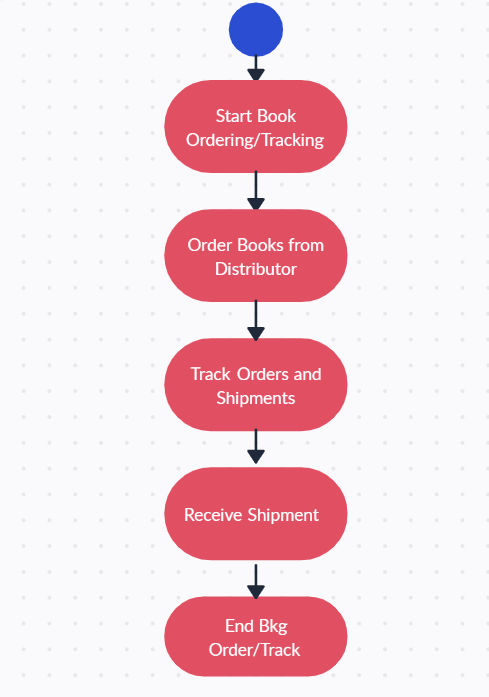 Start Book
Ordering/Tracking
Order Books from
Distributor
Track Orders and
Shipments
Receive Shipment
End Bkg
Order/Track